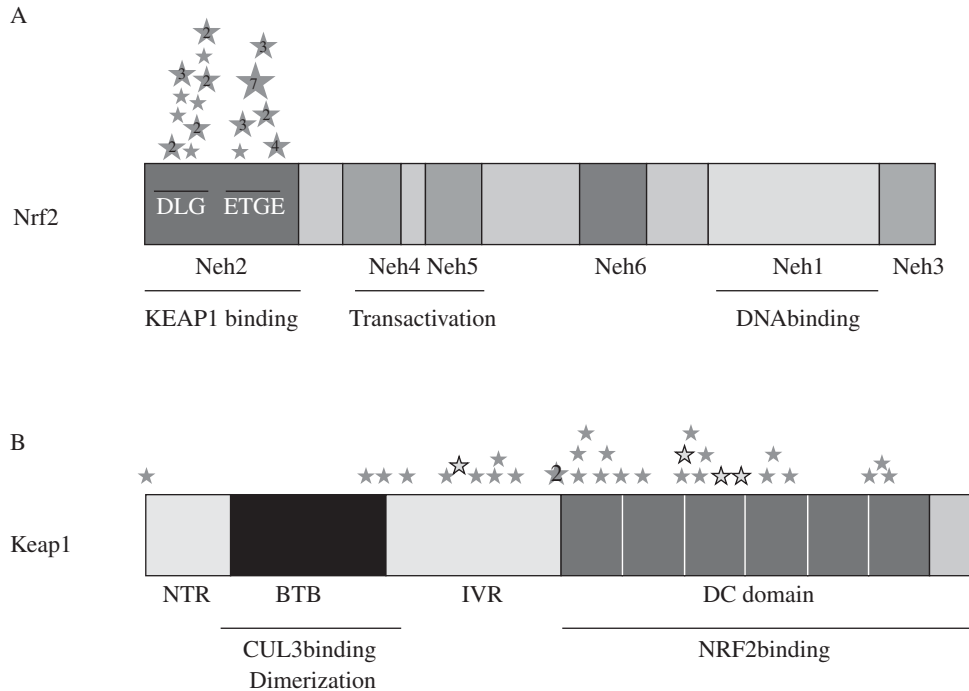 A
2
3
3
2
7
2
3
2
2
4
DLG ETGE
Nrf2
Neh2 Neh4 Neh5 Neh6 Neh1 Neh3
KEAP1 binding Transactivation DNAbinding
B
2
Keap1
NTR BTB IVR DC domain
CUL3binding NRF2binding
Dimerization